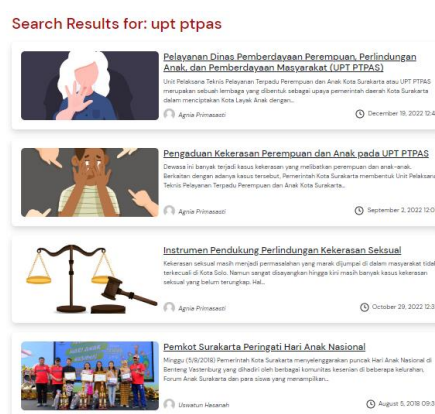 Search Results for: upt ptpas
Pelayanan Dinas Pemberdayaan Perempuan, Perlindungan
Anak, dan Pemberdayaan Masyarakat (UPT PTPAS)
Unit Pelaksana Teknis Pelayanan Terpadu Perempuan dan Anak Kota Surakarta atau UPT PTPAS
merupakan sebuah lembaga yang dibentuk sebagai upaya pemerintah daerah Kota Surakarta
dalam menciptakan Kota Layak Anak dengan...
Agnia Primasasti
December 19, 2022 12:4
Pengaduan Kekerasan Perempuan dan Anak pada UPT PTPAS
Dewasa ini banyak terjadi kasus kekerasan yang melibatkan perempuan dan anak-anak.
Berkaitan dengan adanya kasus tersebut, Pemerintah Kota Surakarta membentuk Unit Pelaksana
Teknis Pelayanan Terpadu Perempuan dan Anak Kota Surakarta...
Agnia Primasasti
September 2, 2022 12:0
Instrumen Pendukung Perlindungan Kekerasan Seksual
Kekerasan seksual masih menjadi permasalahan yang marak dijumpai di dalam masyarakat tidak
terkecuali di Kota Solo. Namun sangat disayangkan hingga kini masih banyak kasus kekerasan
seksual yang belum terungkap. Hal...
Agnia Primasasti
October 29, 2022 12:3
Pemkot Surakarta Peringati Hari Anak Nasional
Minggu (5/8/2018) Pemerintah Kota Surakarta menyelenggarakan puncak Hari Anak Nasional di
Benteng Vastenburg yang dihadiri oleh berbagai komunitas kesenian di beberapa kelurahan,
Forum Anak Surakarta dan para siswa yang menampilkan...
Uswatun Hasanah
August 5, 2018 09:3